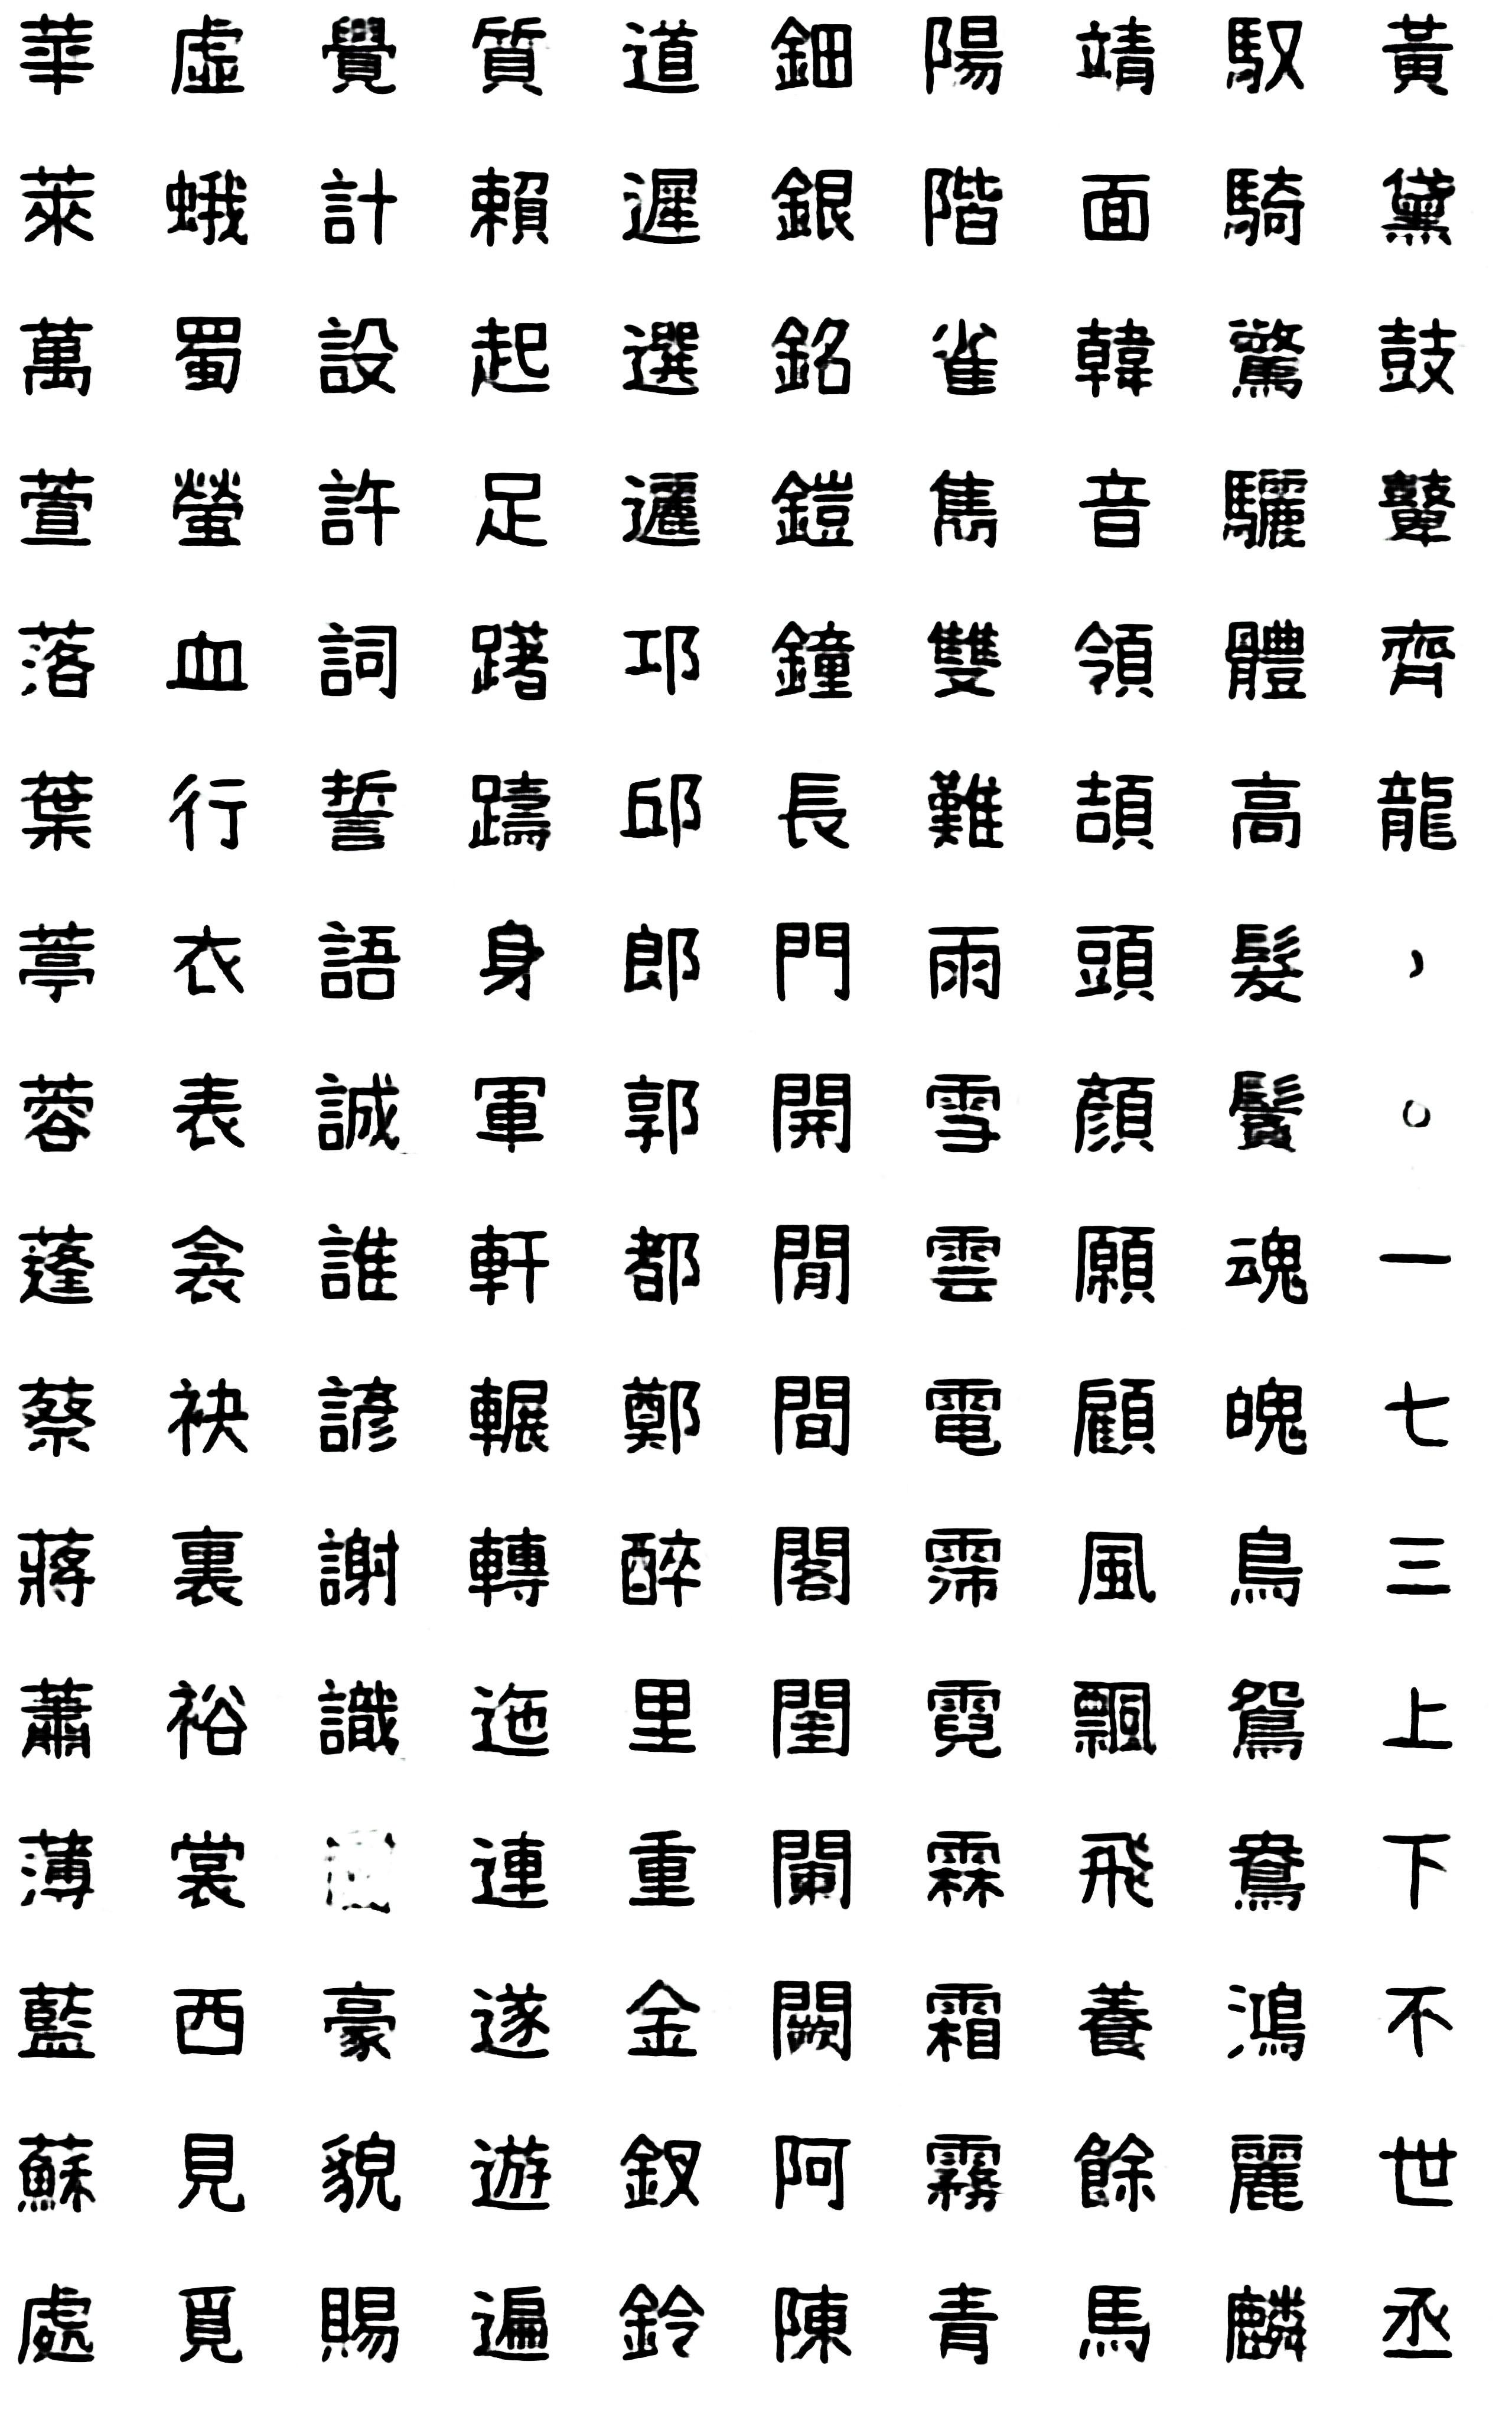 華虛覺質道鈿陽靖馭黃
萊蛾計賴遲銀階面騎黛
萬蜀設起選銘雀韓驚鼓
萱螢許足邏鎧雋音驪鼙
落血詞躇邛鐘雙領體齊
葉行誓躊邱長難頡高龍
葶衣語身郎門雨頭髮，
蓉表誠軍郭開雪顏鬢。
蓬衾誰軒都閒雲願魂一
蔡袂諺輾鄭間電顧魄七
蔣裏謝轉醉閣霈風鳥三
蕭裕識迤里閨霓飄鴛上
薄裳連重闌霖飛鴦下
藍西豪遂金闕霜養鴻不
蘇見貌遊釵阿霧餘麗世
處覓賜遍鈴陳青馬麟丞